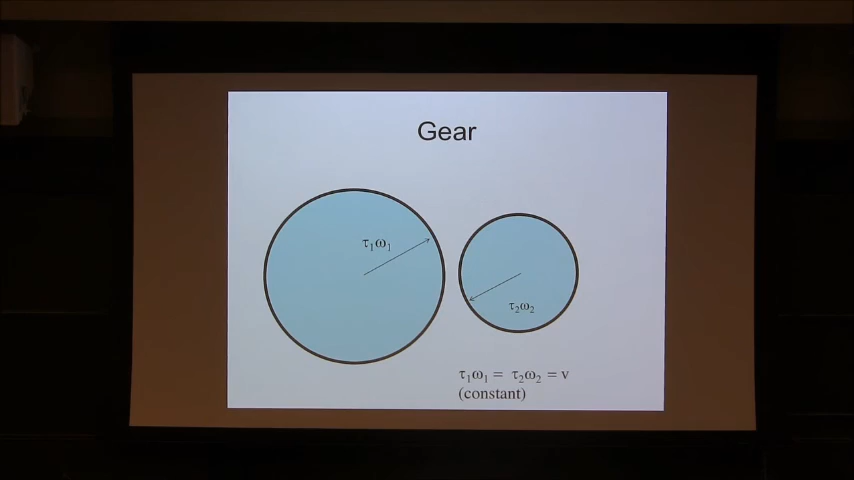 Gear
τ₁ω₁
τ₂ω₂
τ₁ω₁ = τ₂ω₂ = v
(constant)